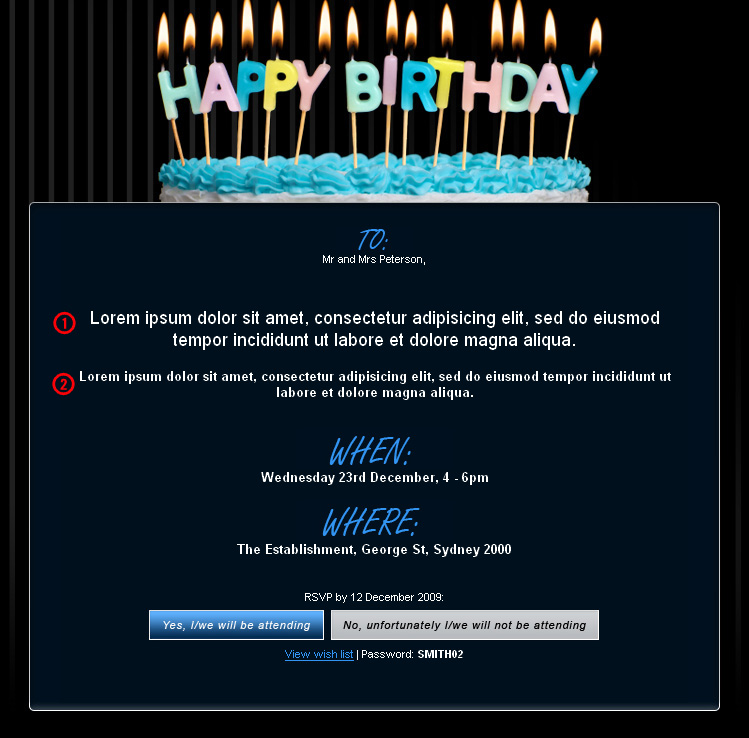 HAPPY BIRTHDAY
TO:
Mr and Mrs Peterson,
1 Lorem ipsum dolor sit amet, consectetur adipisicing elit, sed do eiusmod
tempor incididunt ut labore et dolore magna aliqua.
2 Lorem ipsum dolor sit amet, consectetur adipisicing elit, sed do eiusmod tempor incididunt ut
labore et dolore magna aliqua.
WHEN:
Wednesday 23rd December, 4 - 6pm
WHERE:
The Establishment, George St, Sydney 2000
RSVP by 12 December 2009:
Yes, I/we will be attending No, unfortunately I/we will not be attending
View wish list | Password: SMITH02